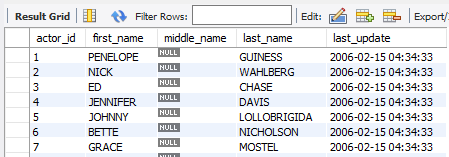 Result Grid Filter Rows: Edit: Export/
actor_id first_name middle_name last_name last_update
1 PENELOPE NULL GUINESS 2006-02-15 04:34:33
2 NICK NULL WAHLBERG 2006-02-15 04:34:33
3 ED NULL CHASE 2006-02-15 04:34:33
4 JENNIFER NULL DAVIS 2006-02-15 04:34:33
5 JOHNNY NULL LOLLOBRIGIDA 2006-02-15 04:34:33
6 BETTE NULL NICHOLSON 2006-02-15 04:34:33
7 GRACE NULL MOSTEL 2006-02-15 04:34:33